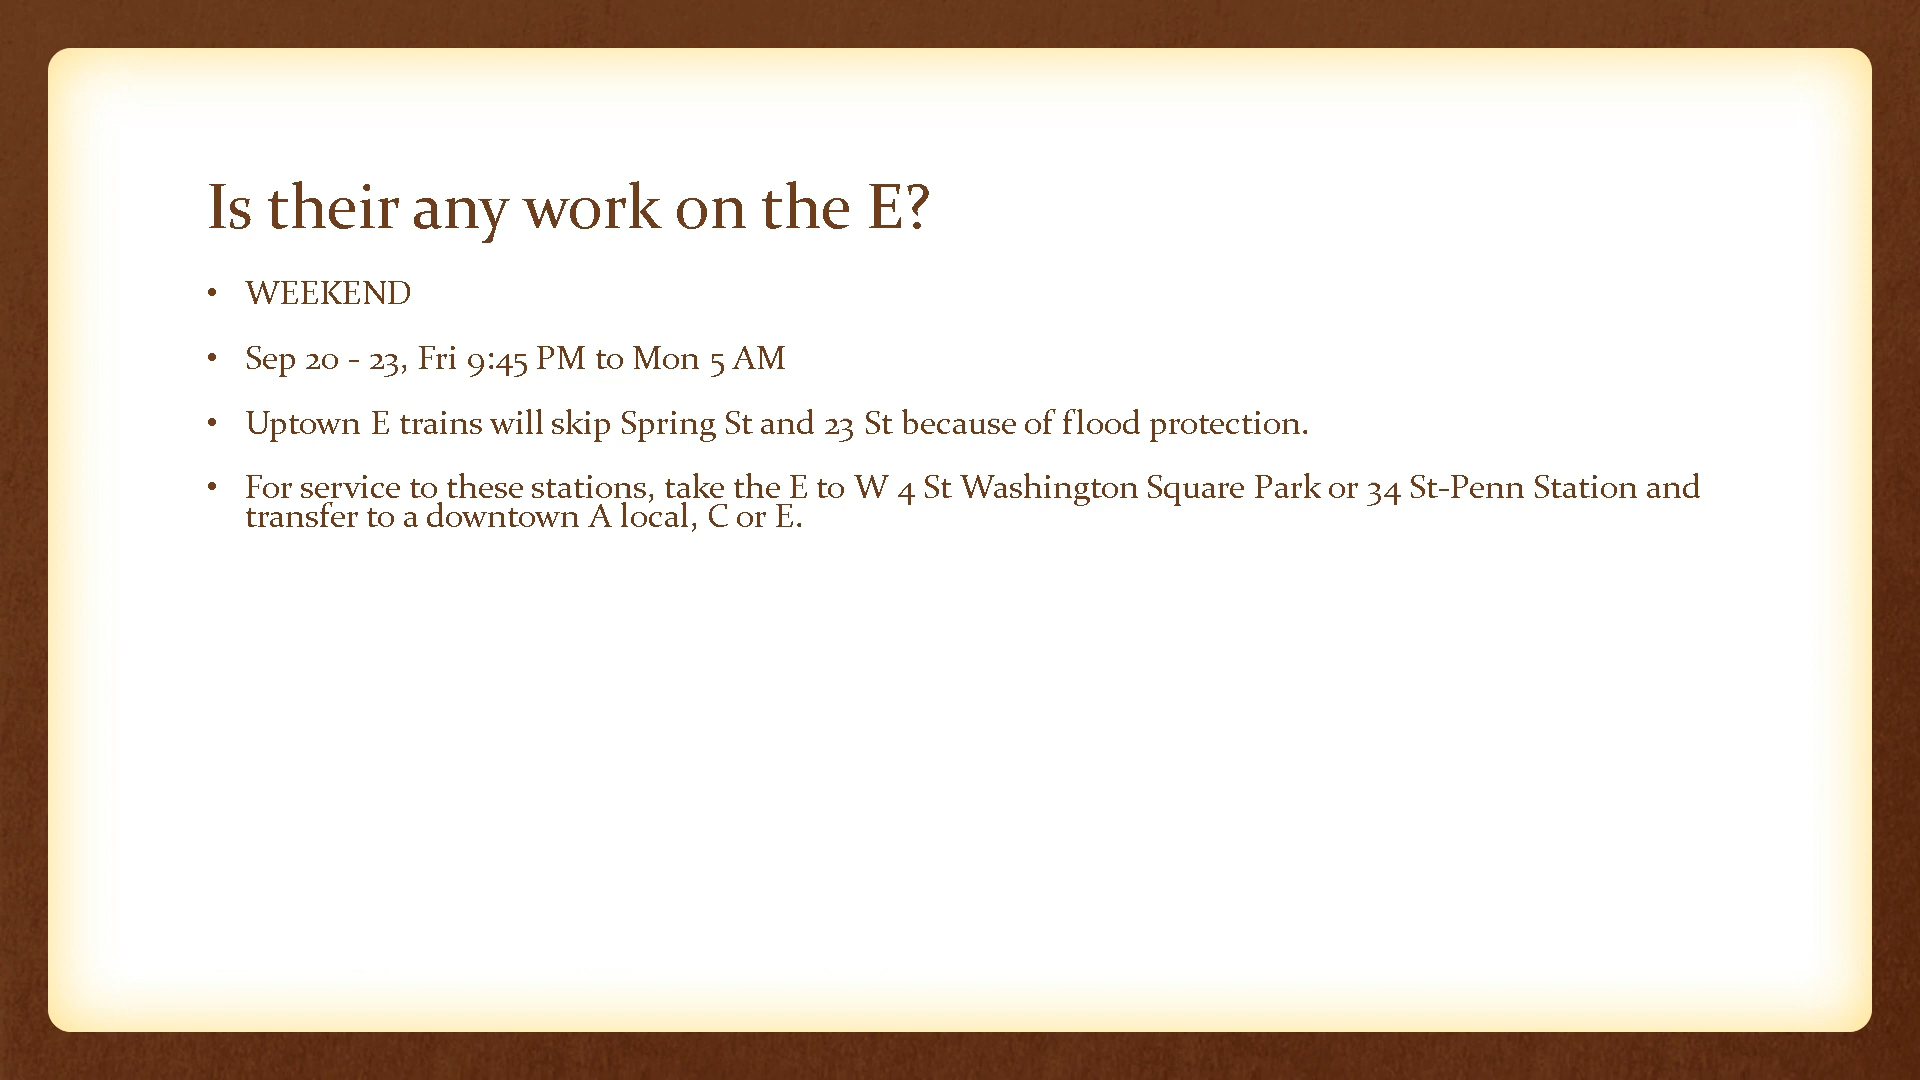 Is their any work on the E?
• WEEKEND
• Sep 20 - 23, Fri 9:45 PM to Mon 5 AM
• Uptown E trains will skip Spring St and 23 St because of flood protection.
• For service to these stations, take the E to W 4 St Washington Square Park or 34 St-Penn Station and
transfer to a downtown A local, C or E.